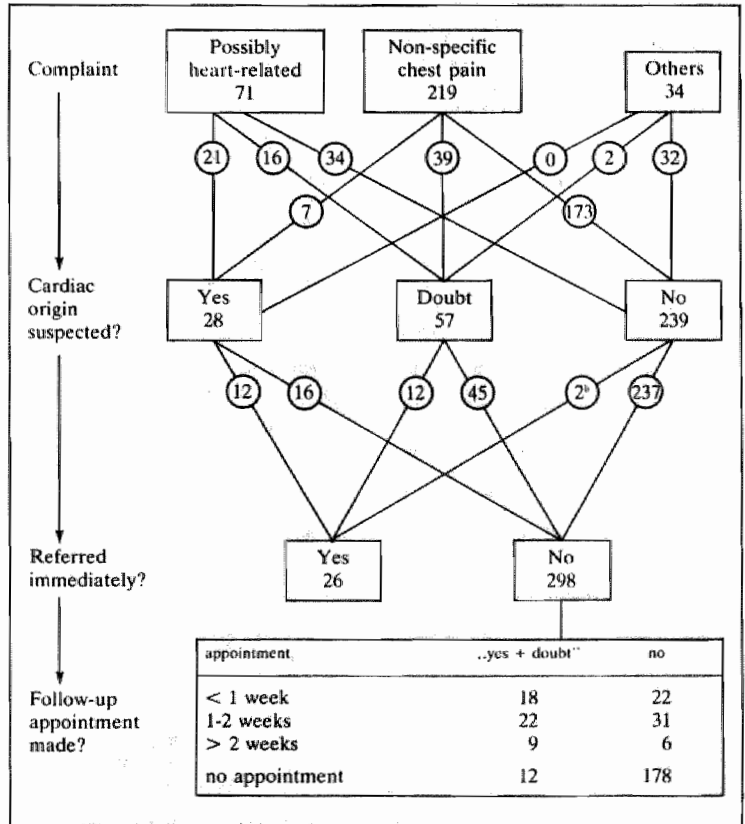 Complaint
Possibly
heart-related
71
Non-specific
chest pain
219
Others
34
21
16
34
39
0
2
32
7
173
Cardiac
origin
suspected?
Yes
28
Doubt
57
No
239
12
16
12
45
2ᵇ
237
Referred
immediately?
Yes
26
No
298
appointment „yes + doubt” no
Follow-up
appointment
made?
< 1 week 18 22
1-2 weeks 22 31
> 2 weeks 9 6
no appointment 12 178